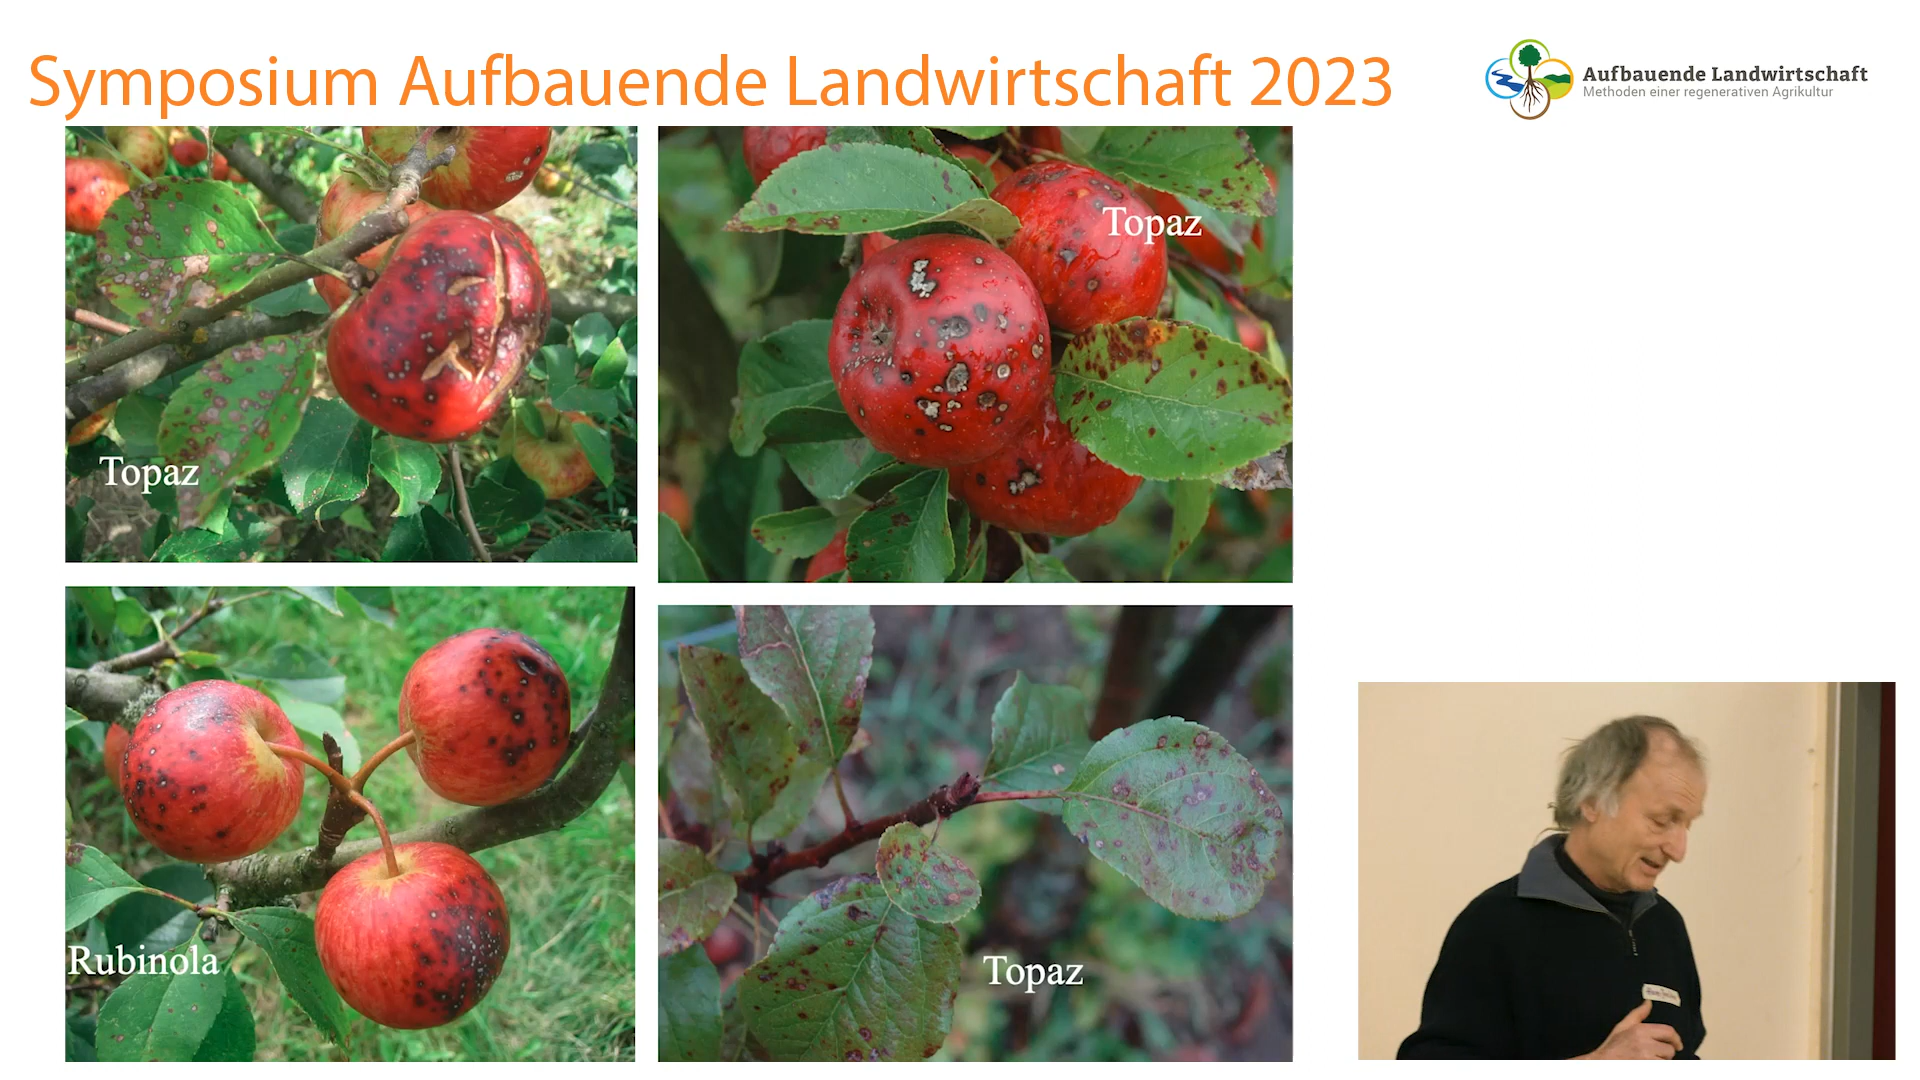 Symposium Aufbauende Landwirtschaft 2023
Aufbauende Landwirtschaft
Methoden einer regenerativen Agrikultur
Topaz
Topaz
Rubinola
Topaz